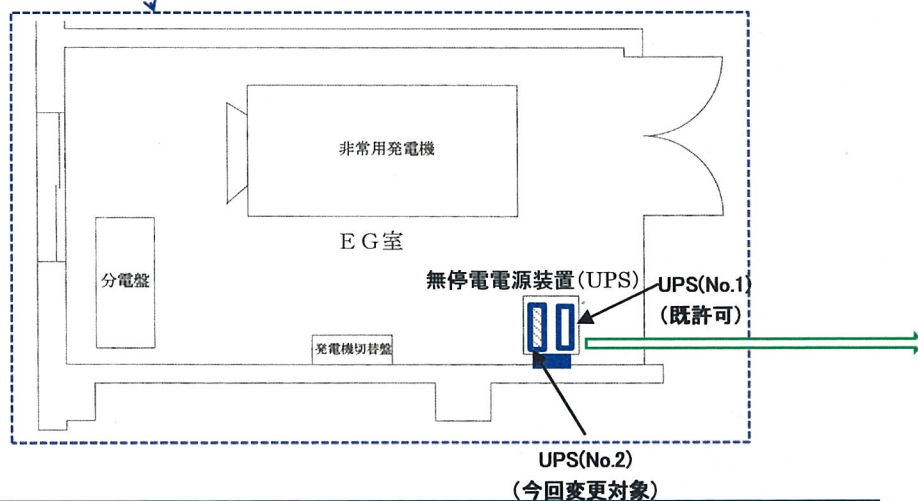 非常用発電機
EG室
分電盤
無停電電源装置(UPS)
UPS(No.1)
(既許可)
発電機切替盤
UPS(No.2)
(今回変更対象)